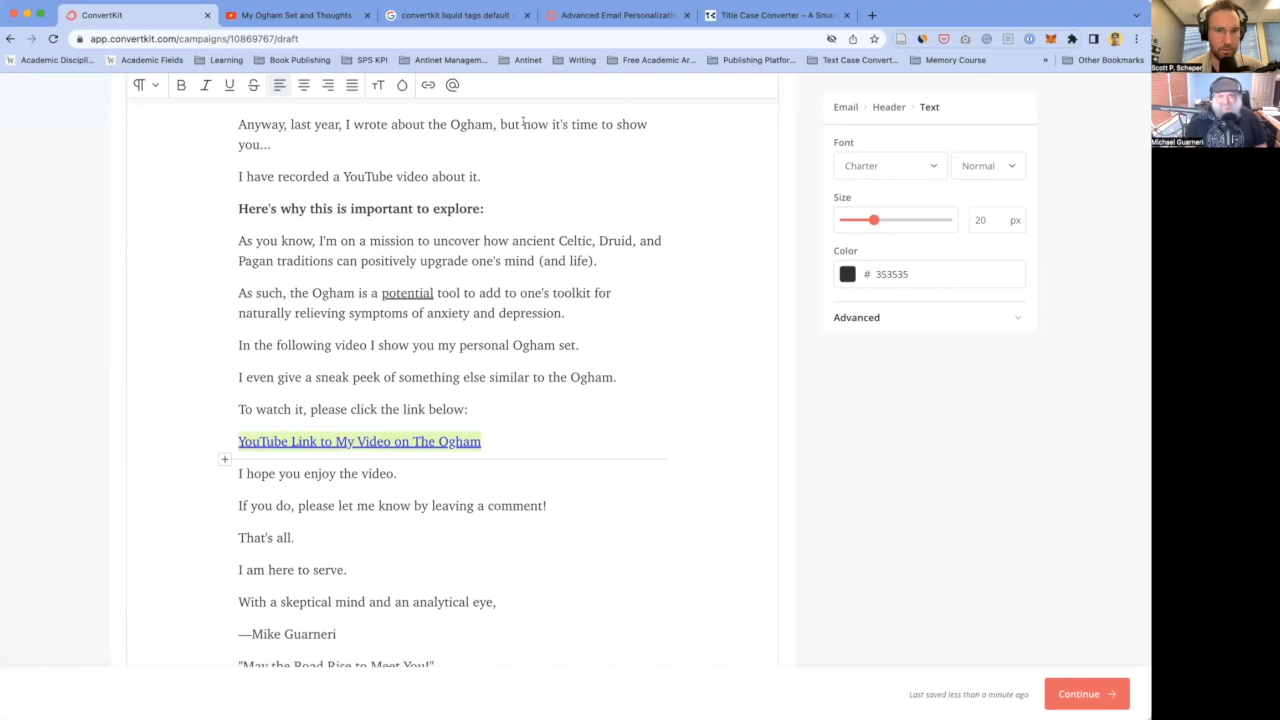 ConvertKit
My Ogham Set and Thoughts -
convertkit liquid tags default -
Advanced Email Personalizatio
Title Case Converter – A Smar
app.convertkit.com/campaigns/10869767/draft
Academic Discipli...
Academic Fields
Learning
Book Publishing
SPS KPI
Antinet Managem...
Antinet
Writing
Free Academic Ar...
Publishing Platfor...
Text Case Convert...
Memory Course
»
Other Bookmarks
Scott P. Scheper
Michael Guarneri
Anyway, last year, I wrote about the Ogham, but now it's time to show
you...
I have recorded a YouTube video about it.
Here's why this is important to explore:
As you know, I'm on a mission to uncover how ancient Celtic, Druid, and
Pagan traditions can positively upgrade one's mind (and life).
As such, the Ogham is a potential tool to add to one's toolkit for
naturally relieving symptoms of anxiety and depression.
In the following video I show you my personal Ogham set.
I even give a sneak peek of something else similar to the Ogham.
To watch it, please click the link below:
YouTube Link to My Video on The Ogham
I hope you enjoy the video.
If you do, please let me know by leaving a comment!
That's all.
I am here to serve.
With a skeptical mind and an analytical eye,
—Mike Guarneri
"May the Road Rise to Meet You!"
Email > Header > Text
Font
Charter
Normal
Size
20 px
Color
# 353535
Advanced
Last saved less than a minute ago
Continue →